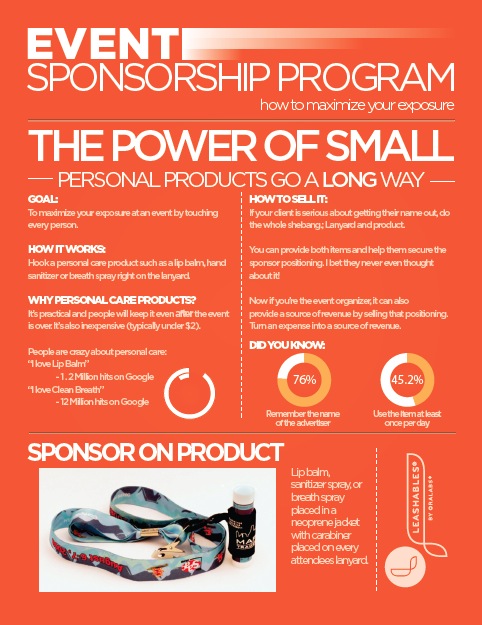 EVENT
SPONSORSHIP PROGRAM
how to maximize your exposure
THE POWER OF SMALL
PERSONAL PRODUCTS GO A LONG WAY
GOAL:
To maximize your exposure at an event by touching
every person.
HOW IT WORKS:
Hook a personal care product such as a lip balm, hand
sanitizer or breath spray right on the lanyard.
WHY PERSONAL CARE PRODUCTS?
It's practical and people will keep it even after the event
is over. It's also inexpensive (typically under $2).
People are crazy about personal care:
"I love Lip Balm"
- 1 . 2 Million hits on Google
"I love Clean Breath"
- 12 Million hits on Google
HOW TO SELL IT:
If your client is serious about getting their name out, do
the whole shebang.; Lanyard and product.
You can provide both items and help them secure the
sponsor positioning. I bet they never even thought
about it!
Now if you're the event organizer, it can also
provide a source of revenue by selling that positioning.
Turn an expense into a source of revenue.
DID YOU KNOW:
76%
Remember the name
of the advertiser
45.2%
Use the item at least
once per day
SPONSOR ON PRODUCT
Lip balm,
sanitizer spray, or
breath spray
placed in a
neoprene jacket
with carabiner
placed on every
attendees lanyard.
LEASHABLES®
BY ORALABS®